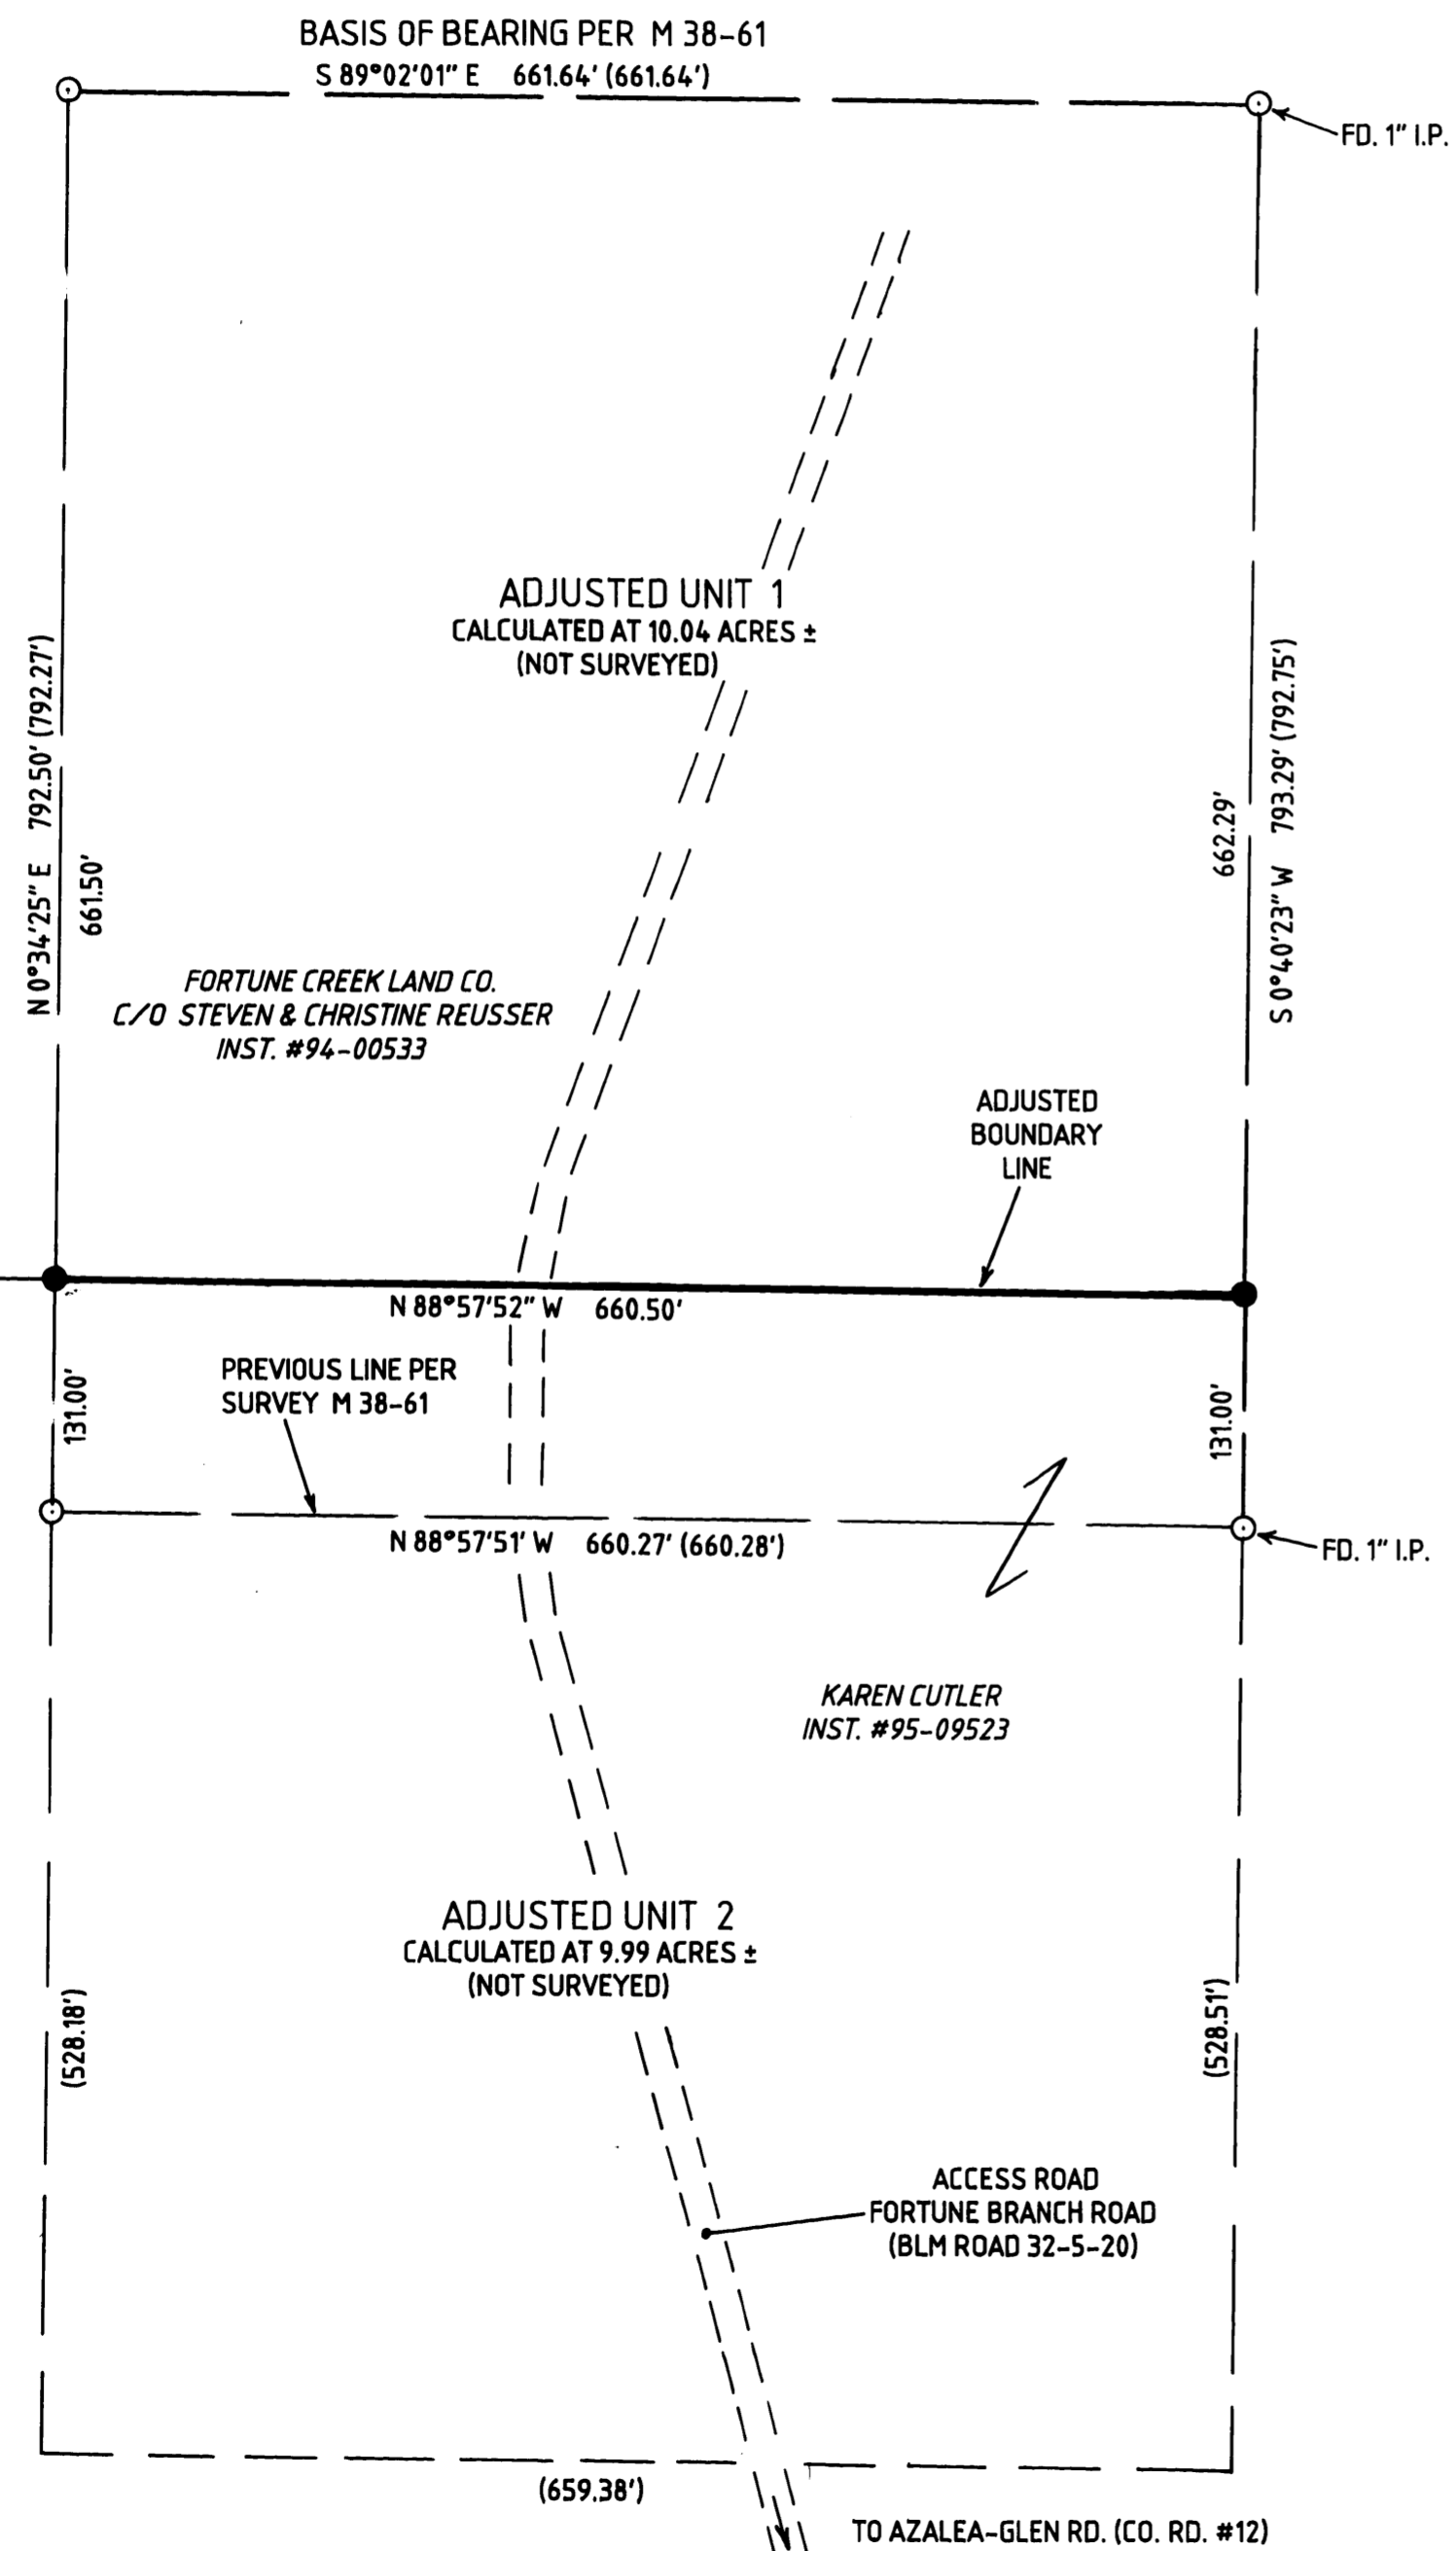 BASIS OF BEARING PER M 38-61
S 89°02'01" E 661.64' (661.64')
FD. 1" I.P.
ADJUSTED UNIT 1
CALCULATED AT 10.04 ACRES ±
(NOT SURVEYED)
N 0°34'25" E 792.50' (792.27')
661.50'
662.29'
S 0°40'23" W 793.29' (792.75')
FORTUNE CREEK LAND CO.
C/O STEVEN & CHRISTINE REUSSER
INST. #94-00533
ADJUSTED
BOUNDARY
LINE
N 88°57'52" W 660.50'
PREVIOUS LINE PER
SURVEY M 38-61
131.00'
131.00'
N 88°57'51' W 660.27' (660.28')
FD. 1" I.P.
KAREN CUTLER
INST. #95-09523
ADJUSTED UNIT 2
CALCULATED AT 9.99 ACRES ±
(NOT SURVEYED)
(528.18')
(528.51')
ACCESS ROAD
FORTUNE BRANCH ROAD
(BLM ROAD 32-5-20)
(659.38')
TO AZALEA-GLEN RD. (CO. RD. #12)